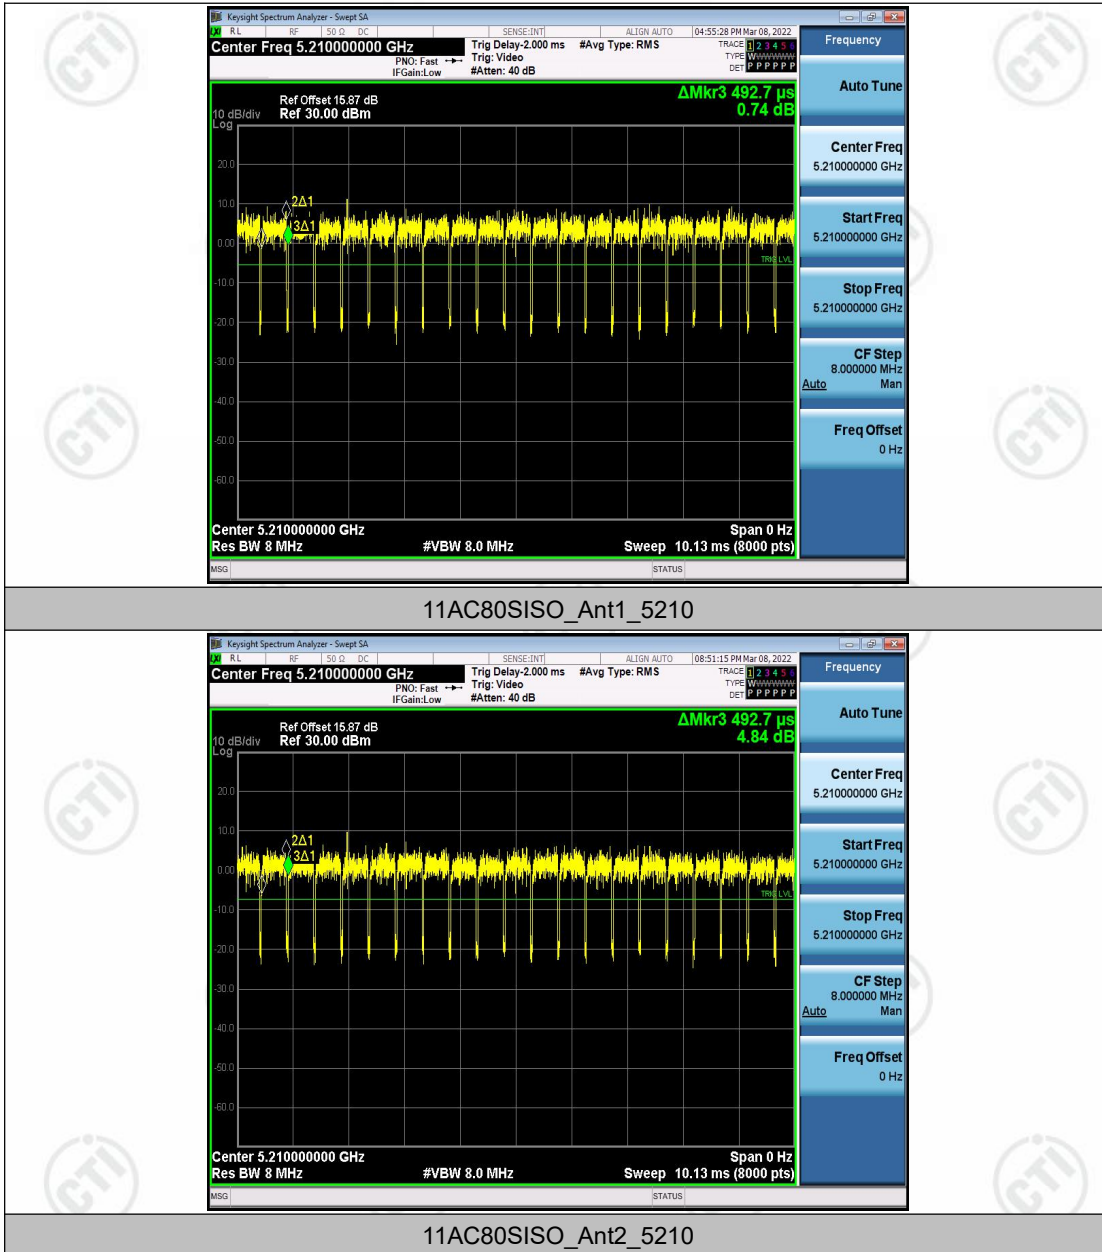 Keysight Spectrum Analyzer - Swept SA
LXI RL RF 50 Ω DC SENSE:INT ALIGN AUTO 04:55:28 PM Mar 08, 2022
Center Freq 5.210000000 GHz
PNO: Fast
IFGain:Low
Trig Delay-2.000 ms
Trig: Video
#Atten: 40 dB
#Avg Type: RMS
TRACE 1 2 3 4 5 6
TYPE WWWWWW
DET P P P P P P
Frequency
ΔMkr3 492.7 µs
0.74 dB
Ref Offset 15.87 dB
10 dB/div Ref 30.00 dBm
Log
20.0
10.0
0.00
-10.0
-20.0
-30.0
-40.0
-50.0
-60.0
2Δ1
3Δ1
TRIG LVL
Center 5.210000000 GHz Span 0 Hz
Res BW 8 MHz #VBW 8.0 MHz Sweep 10.13 ms (8000 pts)
MSG STATUS
Auto Tune
Center Freq
5.210000000 GHz
Start Freq
5.210000000 GHz
Stop Freq
5.210000000 GHz
CF Step
8.000000 MHz
Auto Man
Freq Offset
0 Hz
11AC80SISO_Ant1_5210
Keysight Spectrum Analyzer - Swept SA
LXI RL RF 50 Ω DC SENSE:INT ALIGN AUTO 08:51:15 PM Mar 08, 2022
Center Freq 5.210000000 GHz
PNO: Fast
IFGain:Low
Trig Delay-2.000 ms
Trig: Video
#Atten: 40 dB
#Avg Type: RMS
TRACE 1 2 3 4 5 6
TYPE WWWWWW
DET P P P P P P
Frequency
ΔMkr3 492.7 µs
4.84 dB
Ref Offset 15.87 dB
10 dB/div Ref 30.00 dBm
Log
20.0
10.0
0.00
-10.0
-20.0
-30.0
-40.0
-50.0
-60.0
2Δ1
3Δ1
TRIG LVL
Center 5.210000000 GHz Span 0 Hz
Res BW 8 MHz #VBW 8.0 MHz Sweep 10.13 ms (8000 pts)
MSG STATUS
Auto Tune
Center Freq
5.210000000 GHz
Start Freq
5.210000000 GHz
Stop Freq
5.210000000 GHz
CF Step
8.000000 MHz
Auto Man
Freq Offset
0 Hz
11AC80SISO_Ant2_5210
CTI
CTI
CTI
CTI
CTI
CTI
CTI
CTI